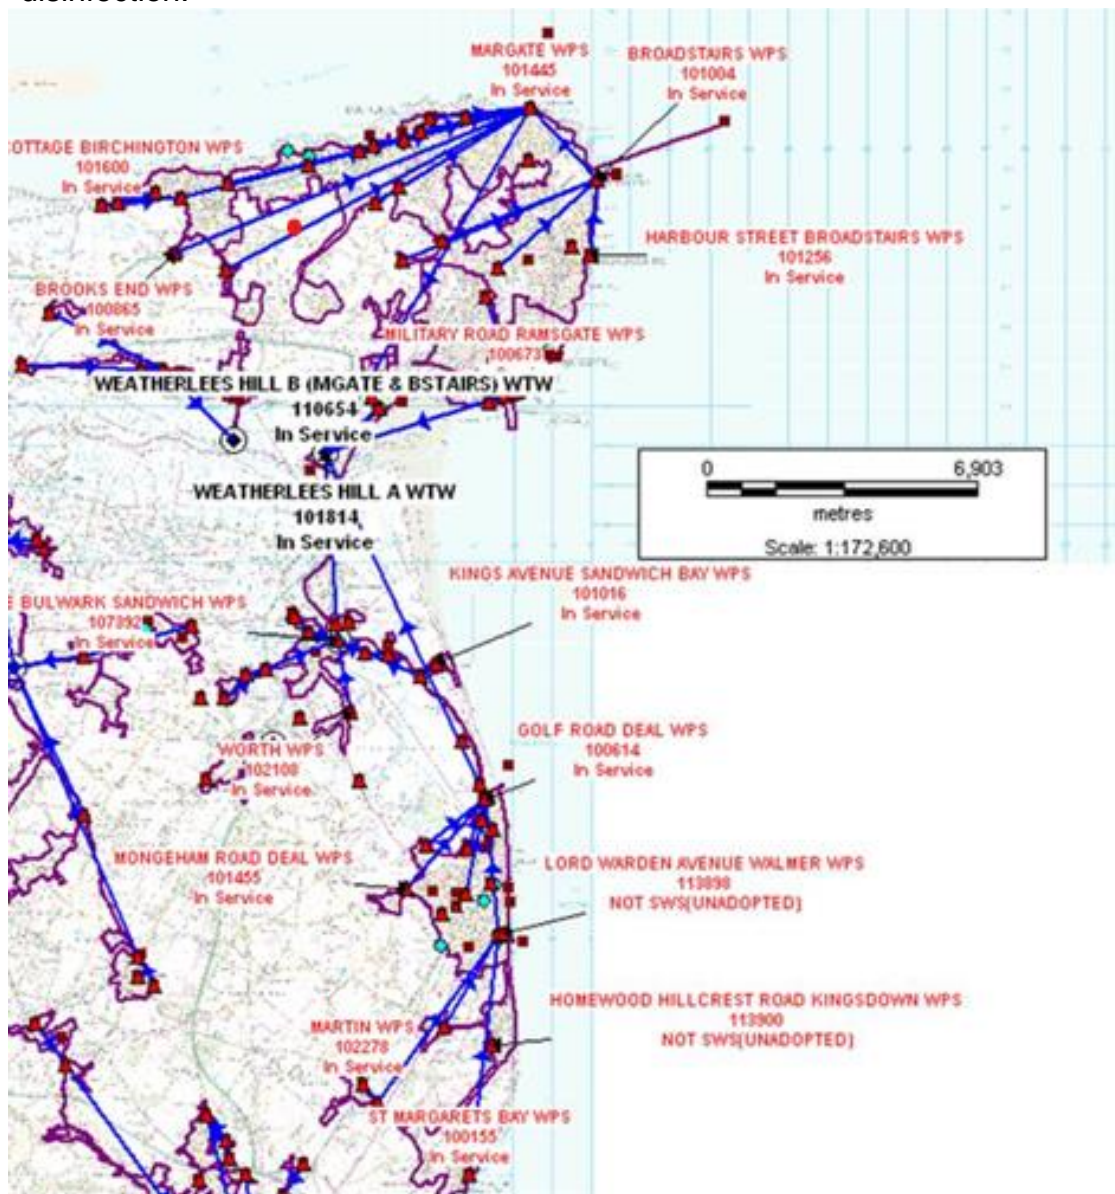 disinfection.
MARGATE WPS
101445
In Service
BROADSTAIRS WPS
101004
In Service
OTTAGE BIRCHINGTON WPS
101600
In Service
HARBOUR STREET BROADSTAIRS WPS
101256
In Service
BROOKS END WPS
100865
In Service
MILITARY ROAD RAMSGATE WPS
100673
WEATHERLEES HILL B (MGATE & BSTAIRS) WTW
110654
In Service
0 6,903
metres
Scale: 1:172,600
WEATHERLEES HILL A WTW
101814
In Service
KINGS AVENUE SANDWICH BAY WPS
101016
In Service
E BULWARK SANDWICH WPS
107392
In Service
GOLF ROAD DEAL WPS
100614
In Service
WORTH WPS
102108
In Service
MONGEHAM ROAD DEAL WPS
101455
In Service
LORD WARDEN AVENUE WALMER WPS
113898
NOT SWS(UNADOPTED)
HOMEWOOD HILLCREST ROAD KINGSDOWN WPS
113900
NOT SWS(UNADOPTED)
MARTIN WPS
102278
In Service
ST MARGARETS BAY WPS
100155
In Service